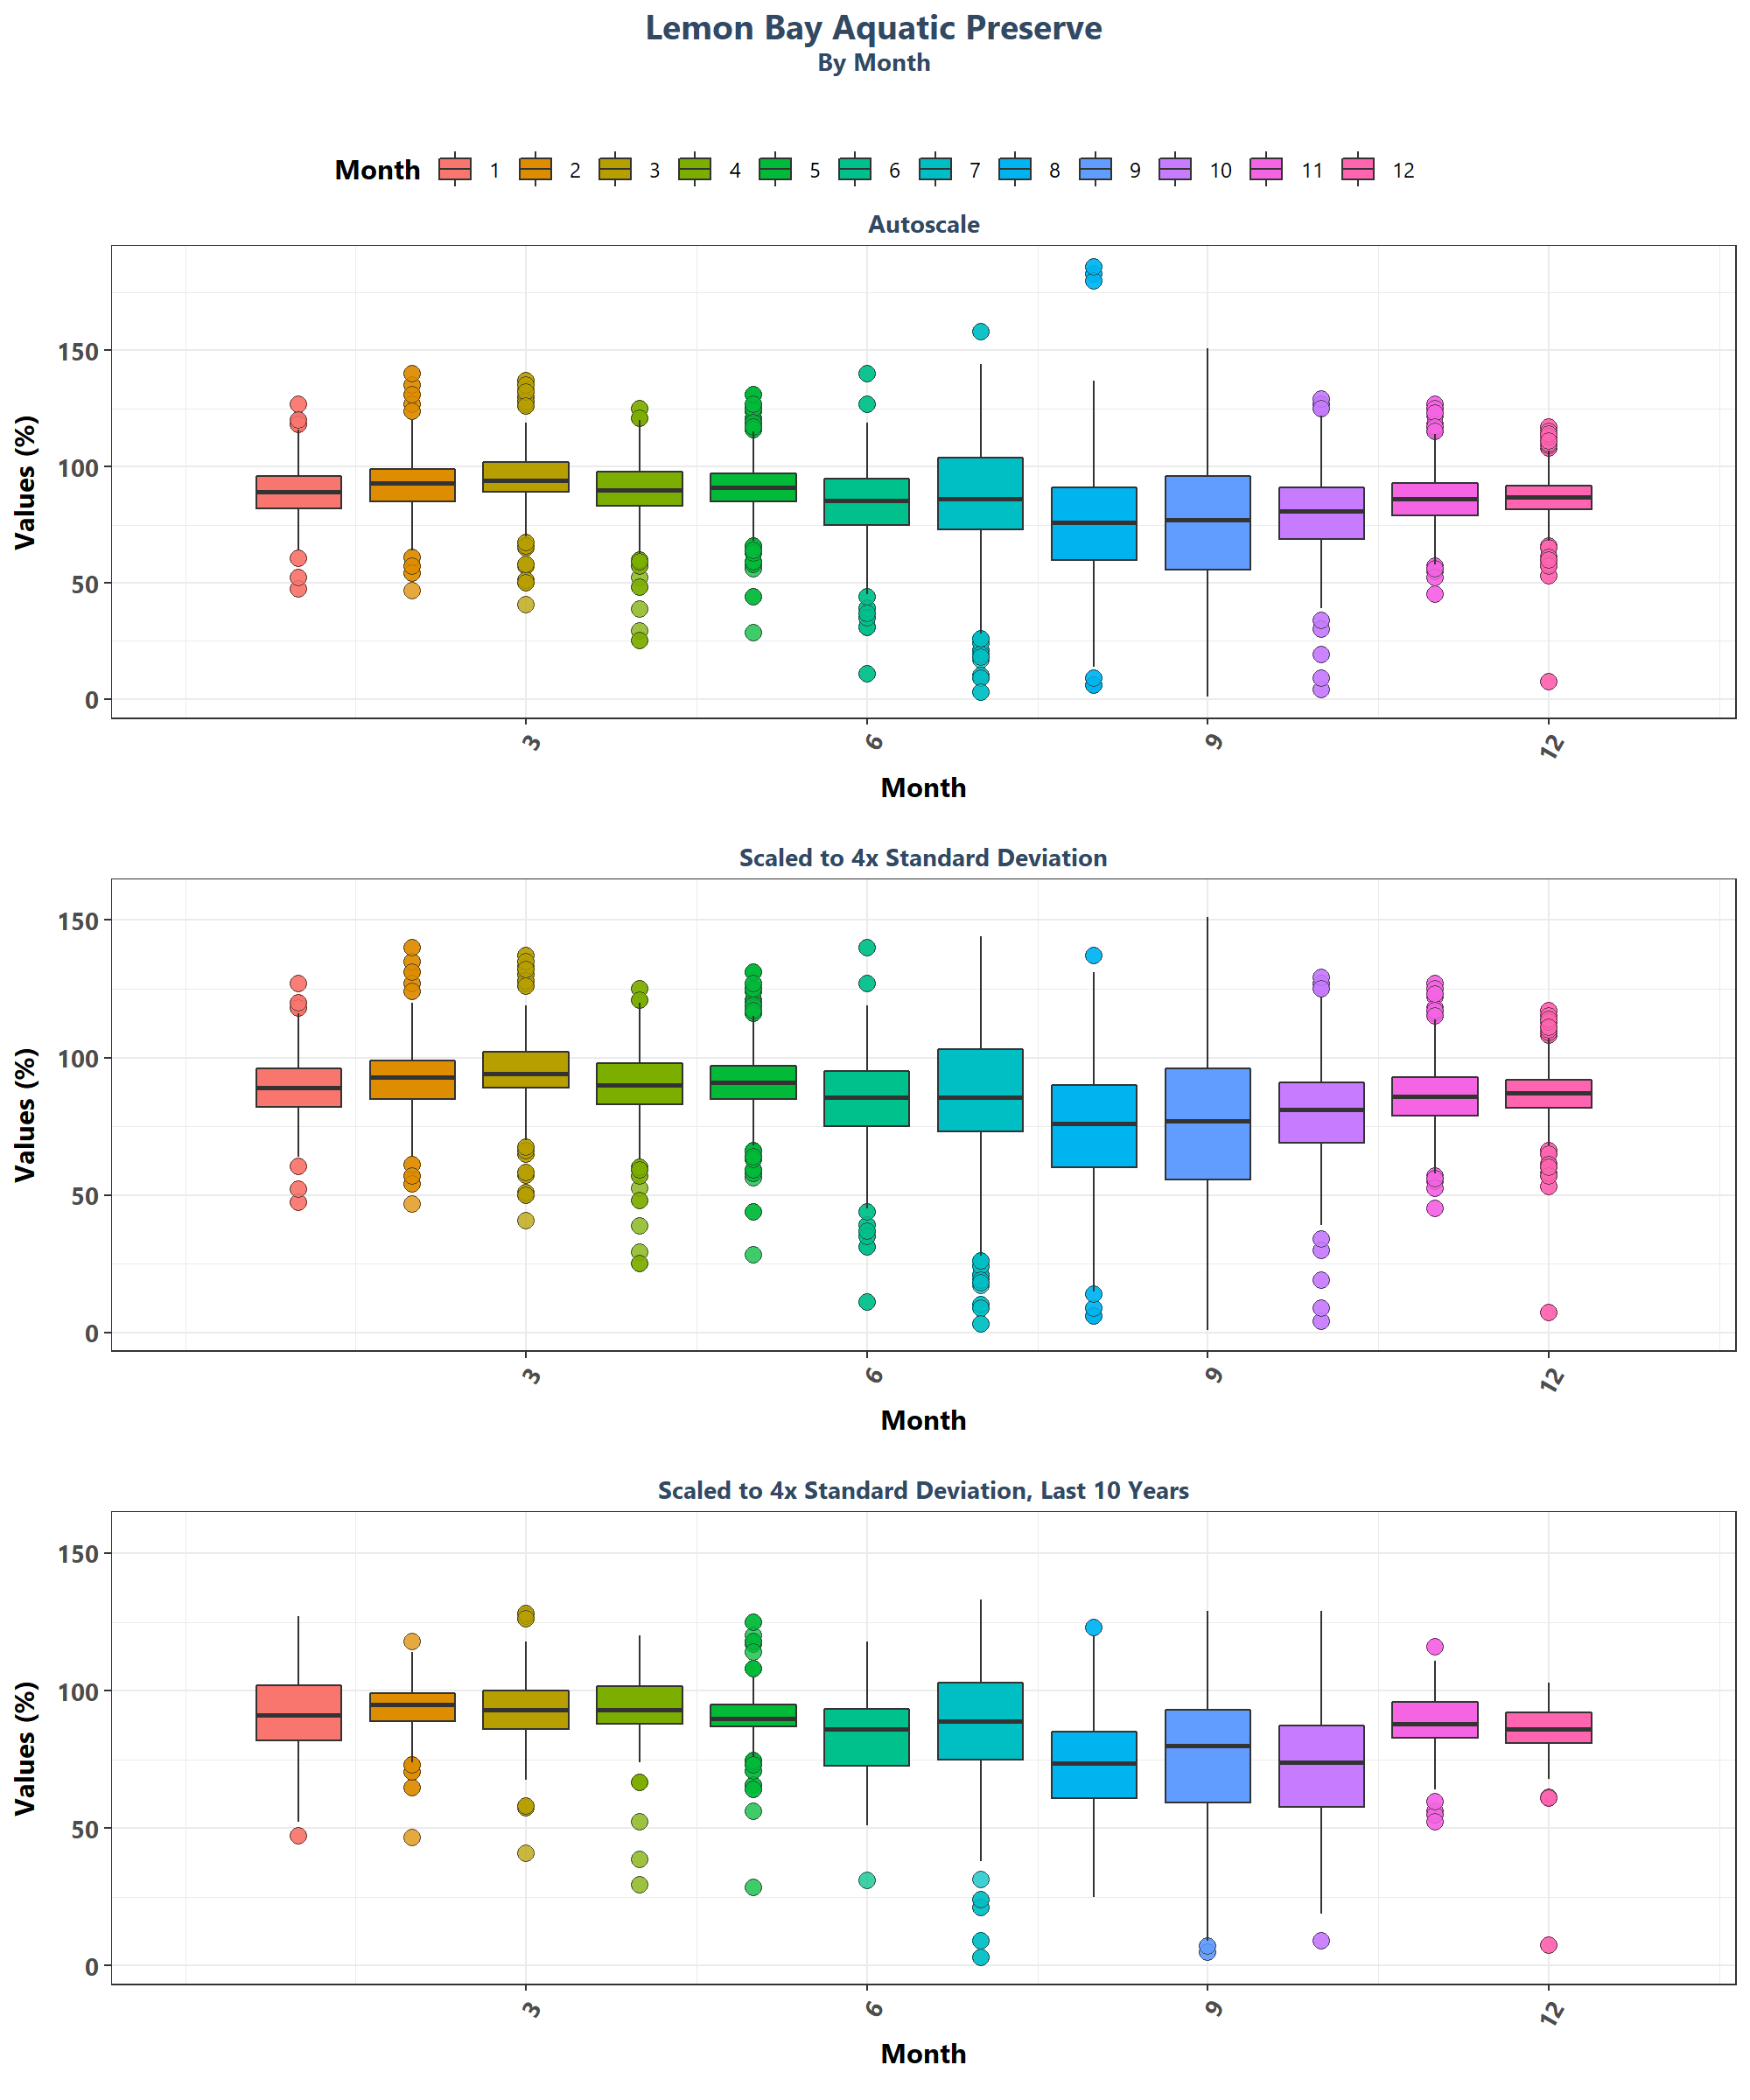 Lemon Bay Aquatic Preserve
By Month
Month 1 2 3 4 5 6 7 8 9 10 11 12
Autoscale
Values (%)
150
100
50
0
3 6 9 12
Month
Scaled to 4x Standard Deviation
Values (%)
150
100
50
0
3 6 9 12
Month
Scaled to 4x Standard Deviation, Last 10 Years
Values (%)
150
100
50
0
3 6 9 12
Month